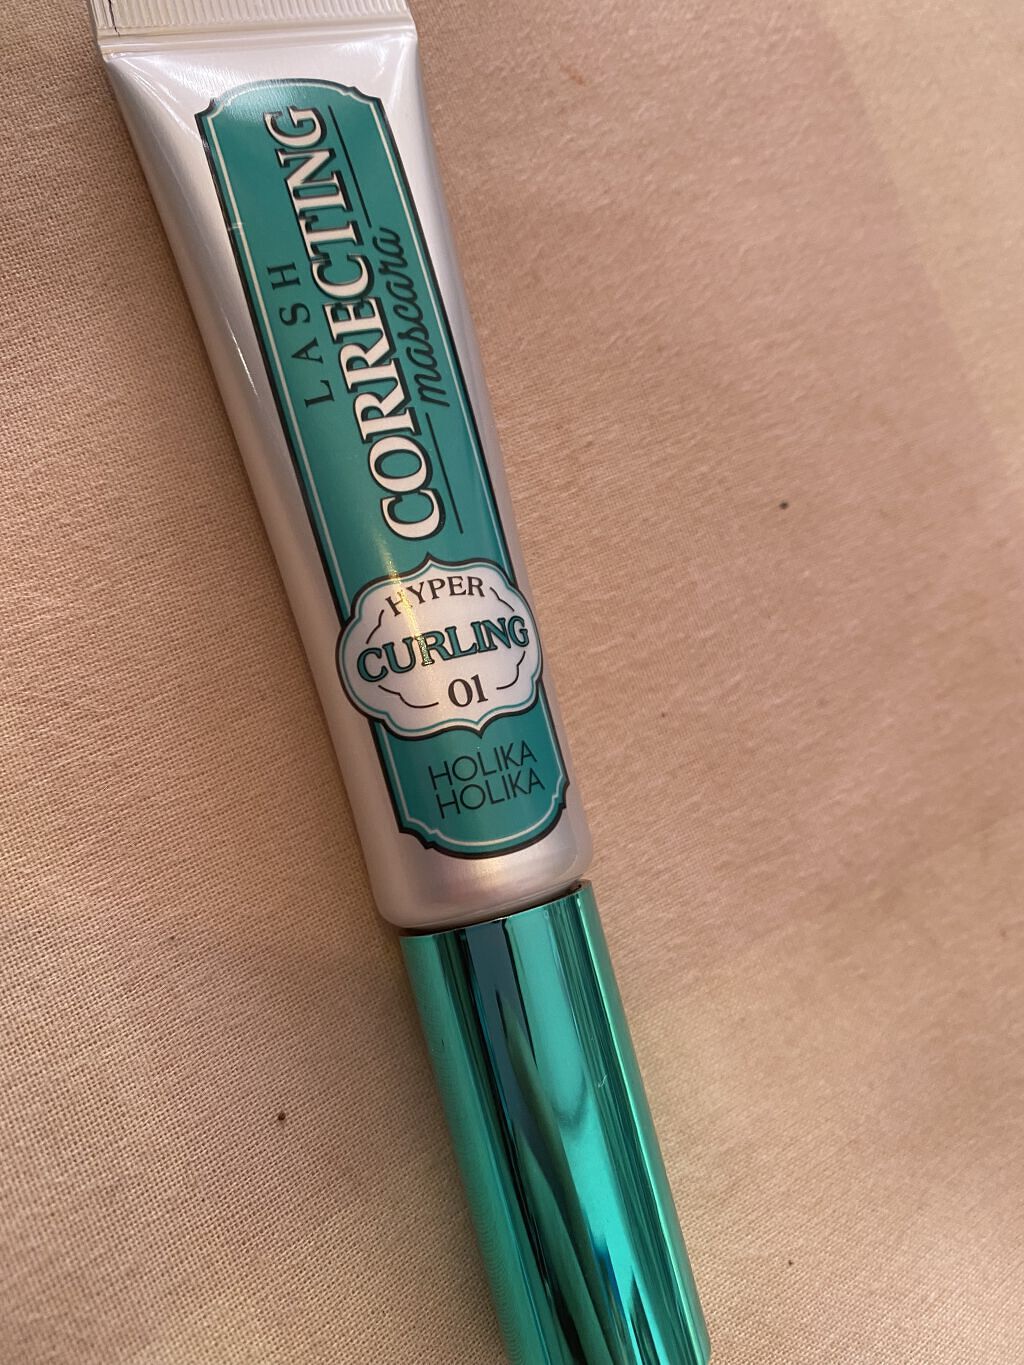 LASH
CORRECTING
mascara
HYPER
CURLING
01
HOLIKA
HOLIKA